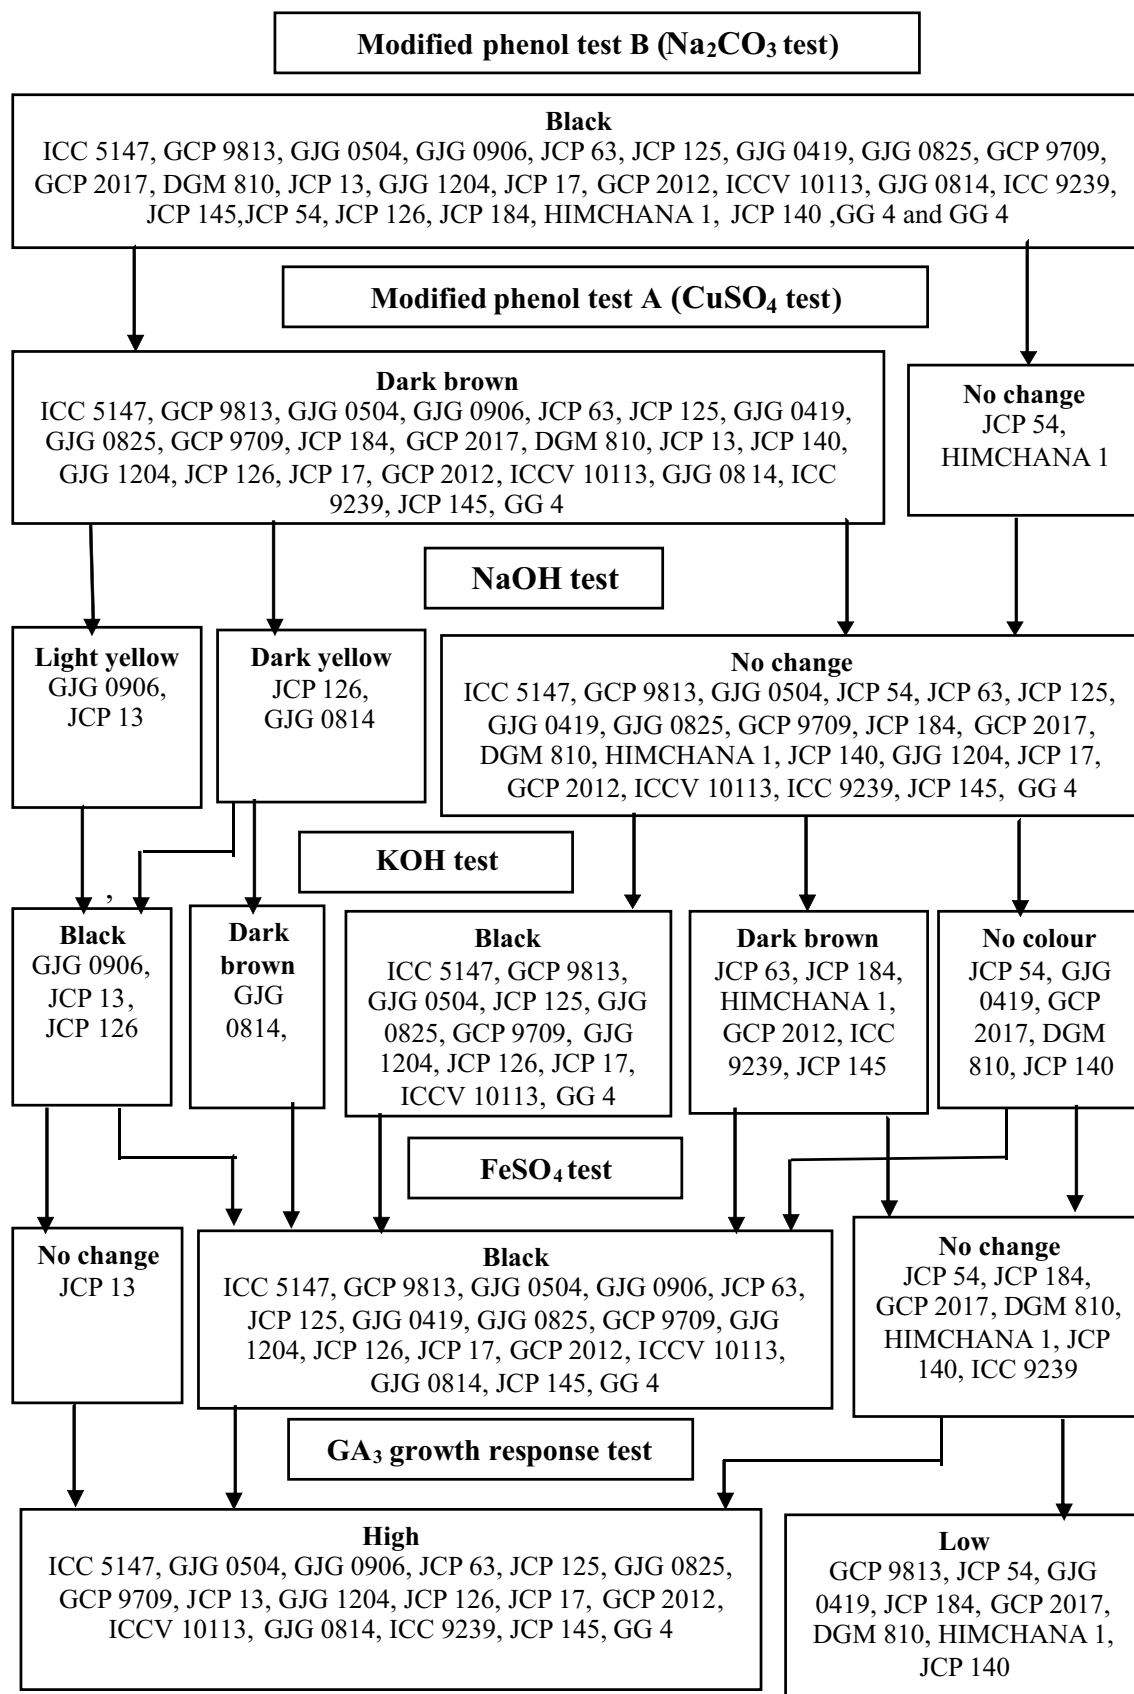 Modified phenol test B (Na₂CO₃ test)
Black
ICC 5147, GCP 9813, GJG 0504, GJG 0906, JCP 63, JCP 125, GJG 0419, GJG 0825, GCP 9709,
GCP 2017, DGM 810, JCP 13, GJG 1204, JCP 17, GCP 2012, ICCV 10113, GJG 0814, ICC 9239,
JCP 145,JCP 54, JCP 126, JCP 184, HIMCHANA 1, JCP 140 ,GG 4 and GG 4
Modified phenol test A (CuSO₄ test)
Dark brown
ICC 5147, GCP 9813, GJG 0504, GJG 0906, JCP 63, JCP 125, GJG 0419,
GJG 0825, GCP 9709, JCP 184, GCP 2017, DGM 810, JCP 13, JCP 140,
GJG 1204, JCP 126, JCP 17, GCP 2012, ICCV 10113, GJG 0814, ICC
9239, JCP 145, GG 4
No change
JCP 54,
HIMCHANA 1
NaOH test
Light yellow
GJG 0906,
JCP 13
Dark yellow
JCP 126,
GJG 0814
No change
ICC 5147, GCP 9813, GJG 0504, JCP 54, JCP 63, JCP 125,
GJG 0419, GJG 0825, GCP 9709, JCP 184, GCP 2017,
DGM 810, HIMCHANA 1, JCP 140, GJG 1204, JCP 17,
GCP 2012, ICCV 10113, ICC 9239, JCP 145, GG 4
KOH test
,
Black
GJG 0906,
JCP 13,
JCP 126
Dark
brown
GJG
0814,
Black
ICC 5147, GCP 9813,
GJG 0504, JCP 125, GJG
0825, GCP 9709, GJG
1204, JCP 126, JCP 17,
ICCV 10113, GG 4
Dark brown
JCP 63, JCP 184,
HIMCHANA 1,
GCP 2012, ICC
9239, JCP 145
No colour
JCP 54, GJG
0419, GCP
2017, DGM
810, JCP 140
FeSO₄ test
No change
JCP 13
Black
ICC 5147, GCP 9813, GJG 0504, GJG 0906, JCP 63,
JCP 125, GJG 0419, GJG 0825, GCP 9709, GJG
1204, JCP 126, JCP 17, GCP 2012, ICCV 10113,
GJG 0814, JCP 145, GG 4
No change
JCP 54, JCP 184,
GCP 2017, DGM 810,
HIMCHANA 1, JCP
140, ICC 9239
GA₃ growth response test
High
ICC 5147, GJG 0504, GJG 0906, JCP 63, JCP 125, GJG 0825,
GCP 9709, JCP 13, GJG 1204, JCP 126, JCP 17, GCP 2012,
ICCV 10113, GJG 0814, ICC 9239, JCP 145, GG 4
Low
GCP 9813, JCP 54, GJG
0419, JCP 184, GCP 2017,
DGM 810, HIMCHANA 1,
JCP 140